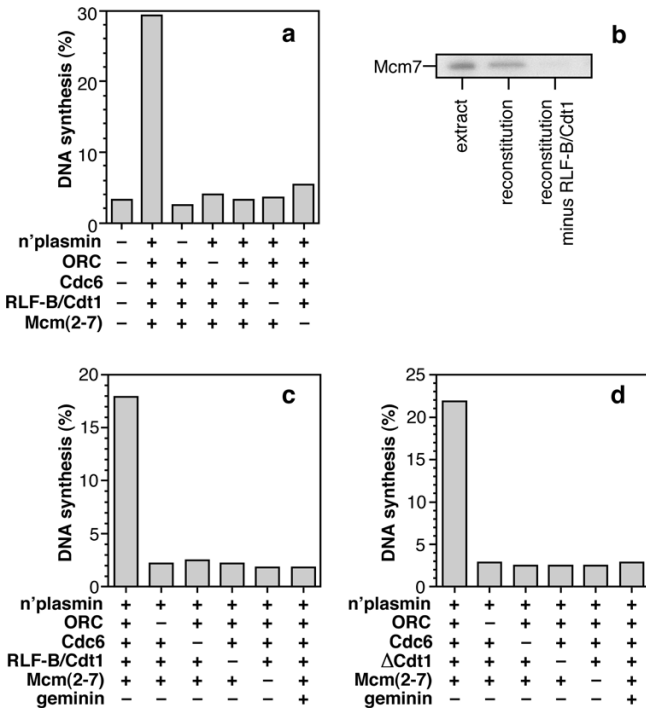 a
30
20
10
0
DNA synthesis (%)
n'plasmin – + – + + + +
ORC – + + – + + +
Cdc6 – + + + – + +
RLF-B/Cdt1 – + + + + – +
Mcm(2-7) – + + + + + –
b
Mcm7
extract
reconstitution
reconstitution
minus RLF-B/Cdt1
c
20
15
10
5
0
DNA synthesis (%)
n'plasmin + + + + + +
ORC + – + + + +
Cdc6 + + – + + +
RLF-B/Cdt1 + + + – + +
Mcm(2-7) + + + + – +
geminin – – – – – +
d
25
20
15
10
5
0
DNA synthesis (%)
n'plasmin + + + + + +
ORC + – + + + +
Cdc6 + + – + + +
ΔCdt1 + + + – + +
Mcm(2-7) + + + + – +
geminin – – – – – +